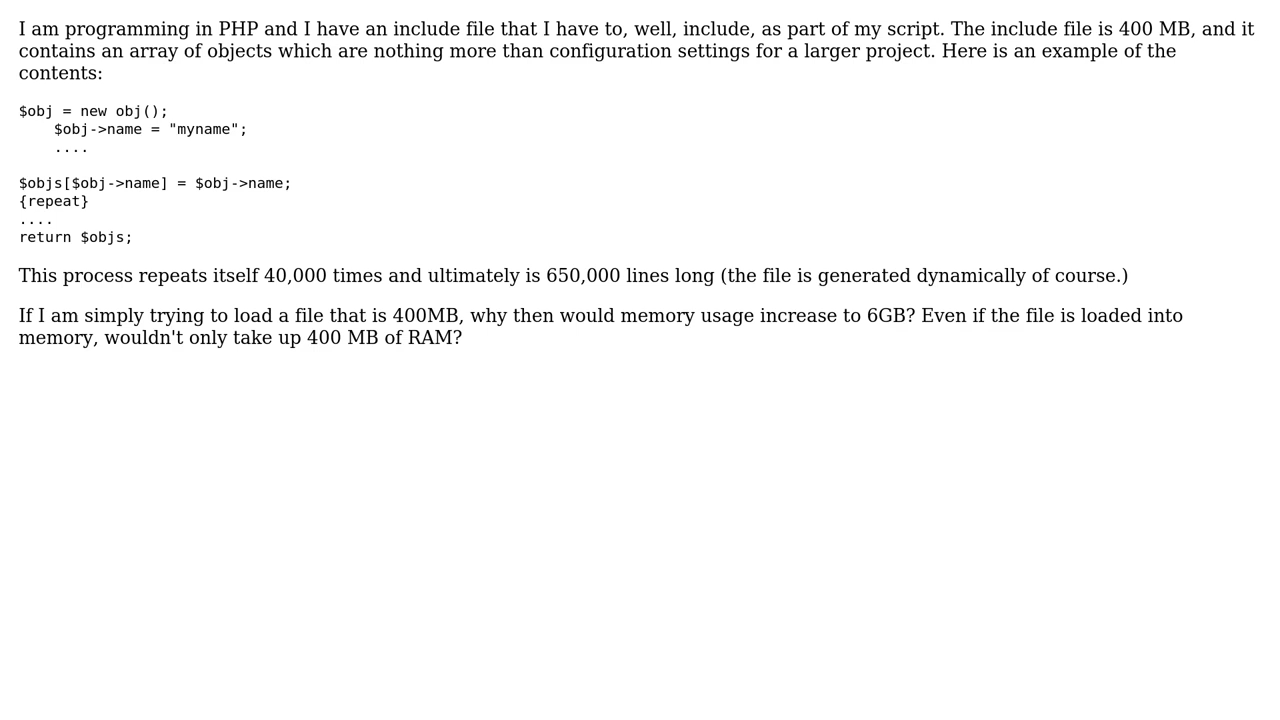 I am programming in PHP and I have an include file that I have to, well, include, as part of my script. The include file is 400 MB, and it
contains an array of objects which are nothing more than configuration settings for a larger project. Here is an example of the
contents:
$obj = new obj();
    $obj->name = "myname";
    ....
$objs[$obj->name] = $obj->name;
{repeat}
....
return $objs;
This process repeats itself 40,000 times and ultimately is 650,000 lines long (the file is generated dynamically of course.)
If I am simply trying to load a file that is 400MB, why then would memory usage increase to 6GB? Even if the file is loaded into
memory, wouldn't only take up 400 MB of RAM?